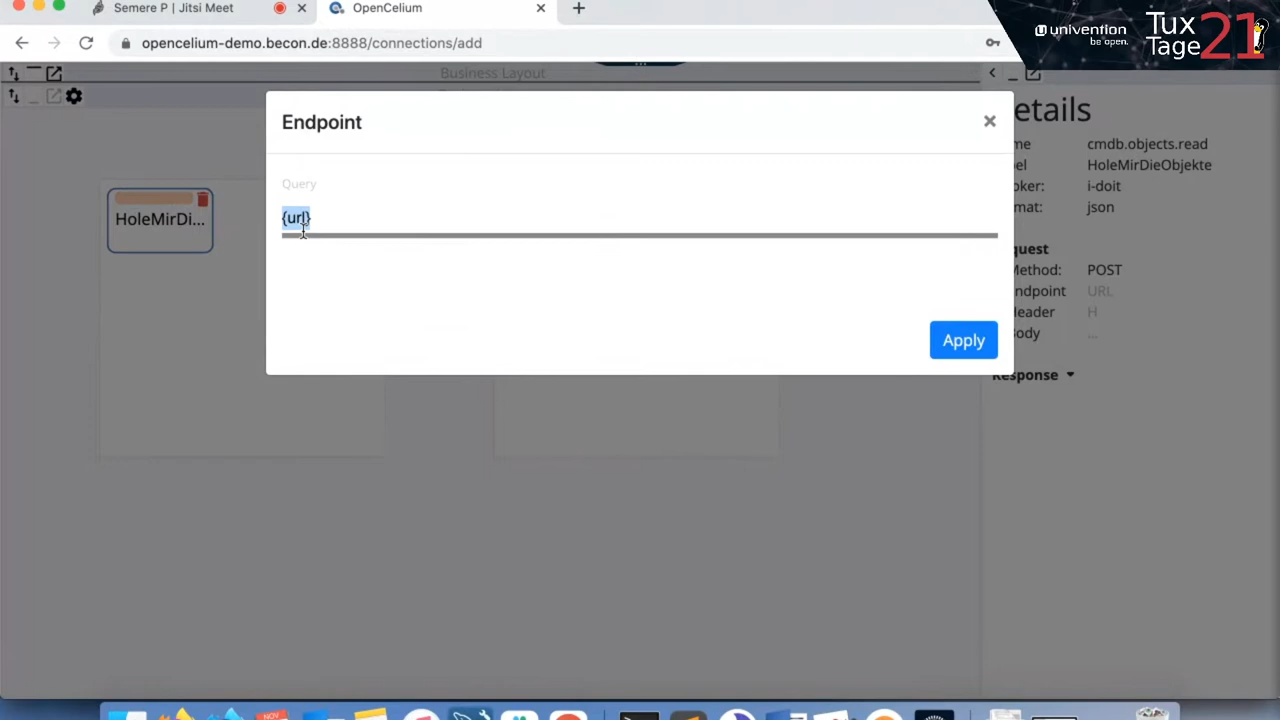 Semere P | Jitsi Meet
OpenCelium
opencelium-demo.becon.de:8888/connections/add
univention
be open.
Tux
Tage
21
Business Layout
Endpoint
Query
{url}
Apply
HoleMirDi...
etails
me cmdb.objects.read
el HoleMirDieObjekte
oker: i-doit
mat: json
quest
Method: POST
ndpoint URL
eader H
ody ...
Response
NOV